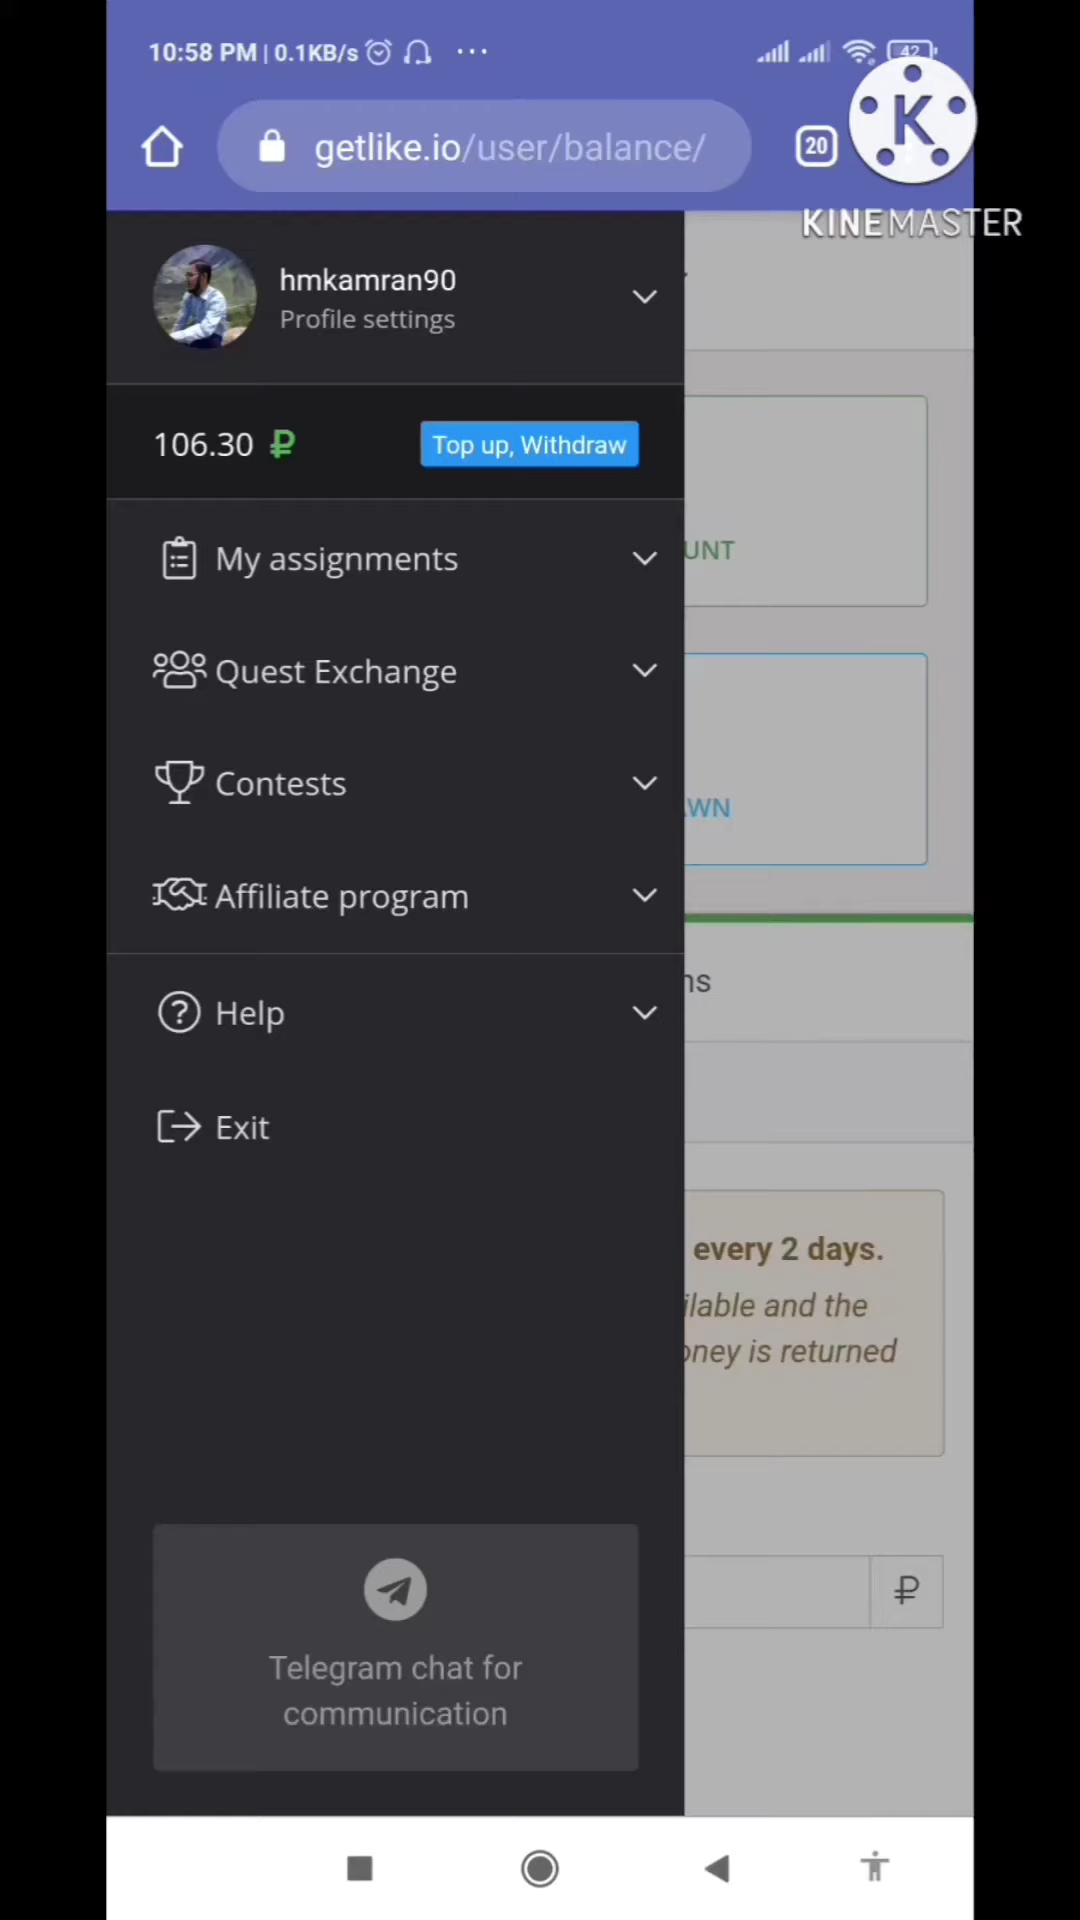 10:58 PM | 0.1KB/s ...
42
getlike.io/user/balance/
20
K
KINEMASTER
hmkamran90
Profile settings
106.30 ₽
Top up, Withdraw
My assignments
UNT
Quest Exchange
Contests
WN
Affiliate program
ns
Help
Exit
every 2 days.
ilable and the
oney is returned
₽
Telegram chat for
communication